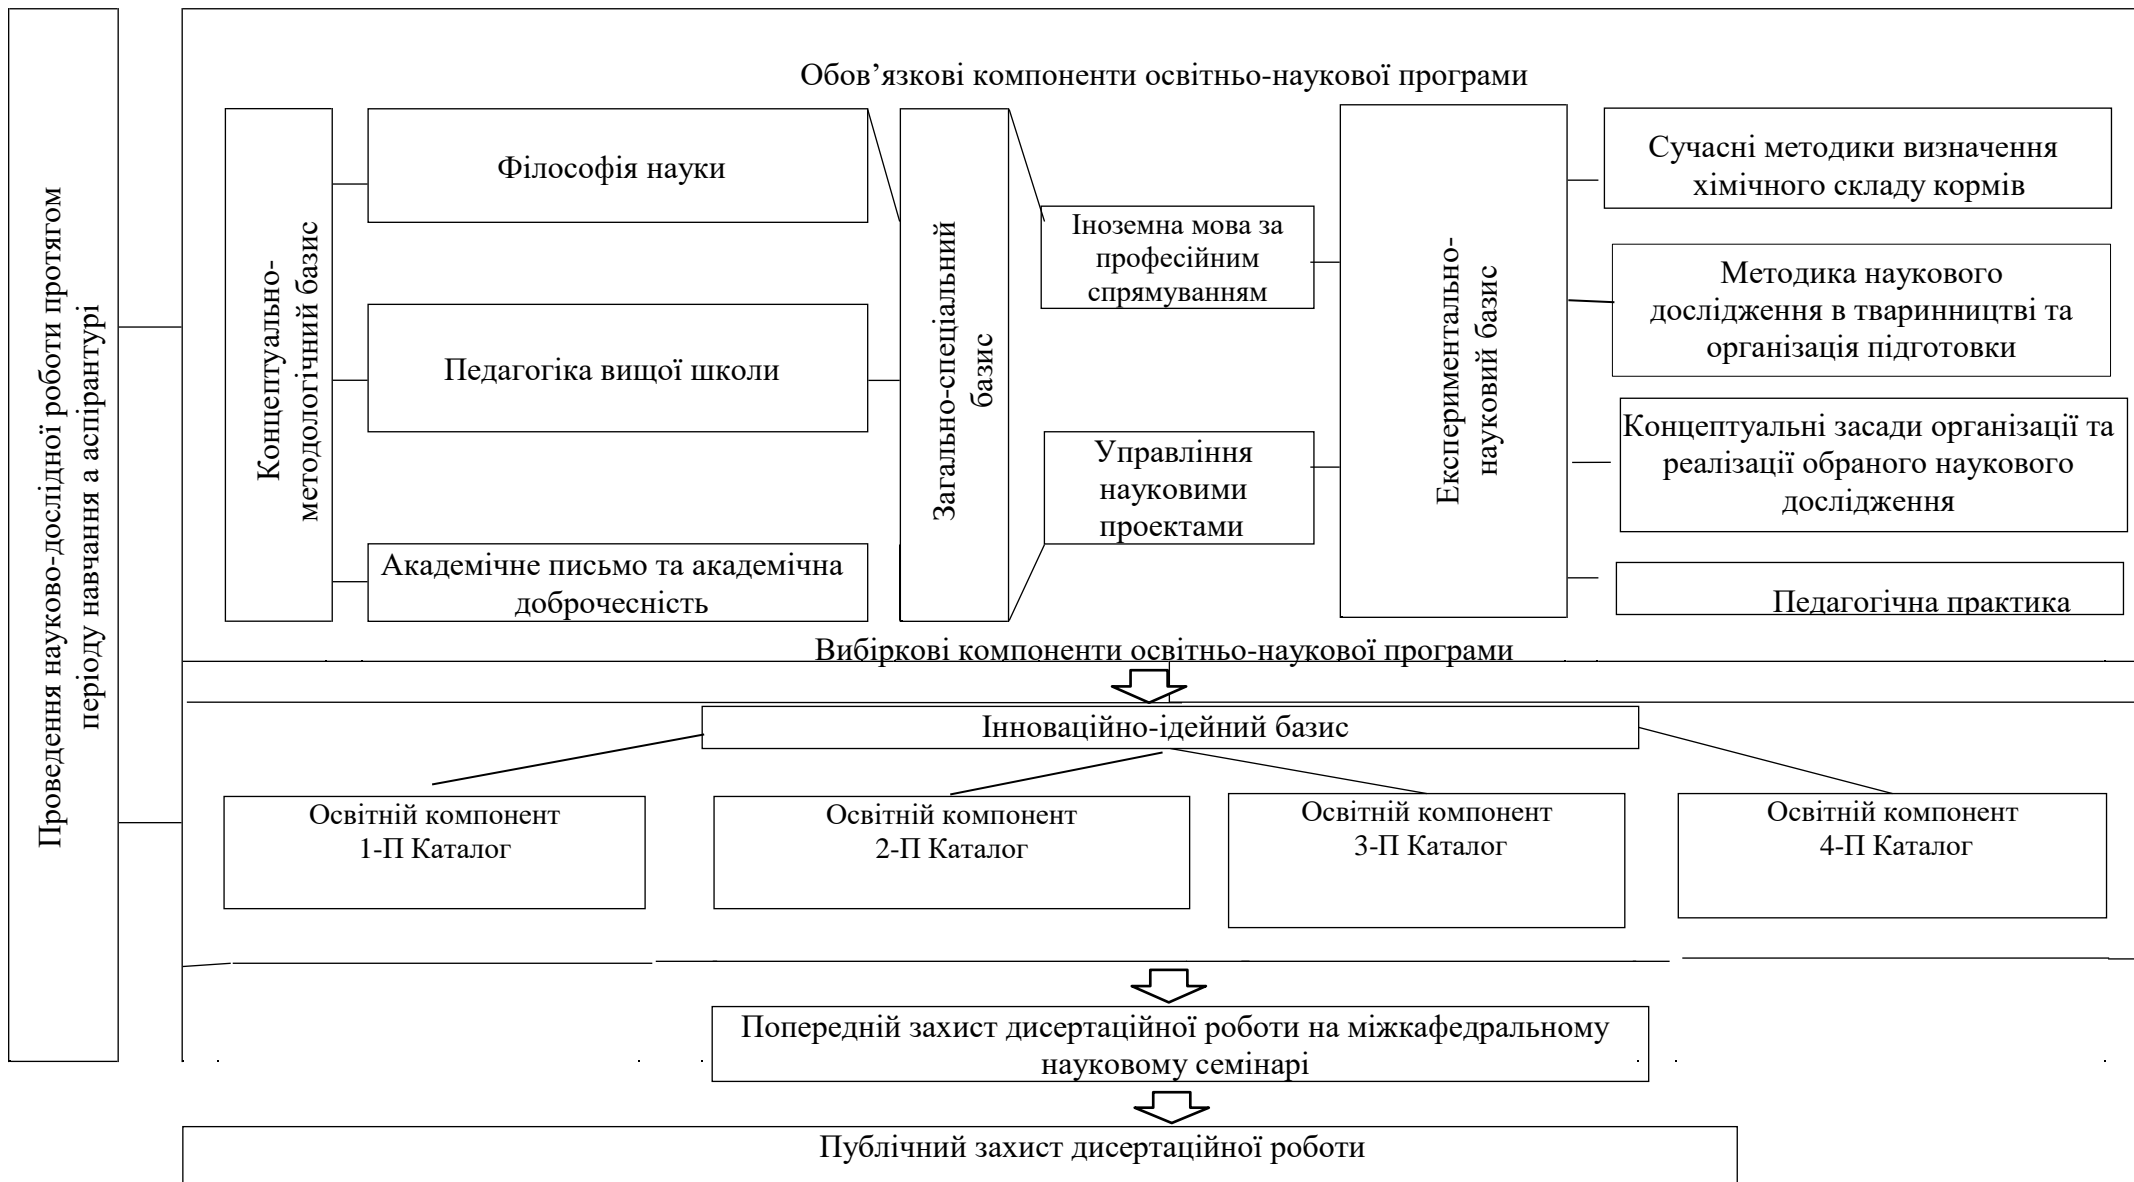 Проведення науково-дослідної роботи протягом
періоду навчання а аспірантурі
Обов’язкові компоненти освітньо-наукової програми
Концептуально-
методологічний базис
Філософія науки
Педагогіка вищої школи
Академічне письмо та академічна
доброчесність
Загально-спеціальний
базис
Іноземна мова за
професійним
спрямуванням
Управління
науковими
проектами
Експериментально-
науковий базис
Сучасні методики визначення
хімічного складу кормів
Методика наукового
дослідження в тваринництві та
організація підготовки
Концептуальні засади організації та
реалізації обраного наукового
дослідження
Педагогічна практика
Вибіркові компоненти освітньо-наукової програми
Інноваційно-ідейний базис
Освітній компонент
1-П Каталог
Освітній компонент
2-П Каталог
Освітній компонент
3-П Каталог
Освітній компонент
4-П Каталог
Попередній захист дисертаційної роботи на міжкафедральному
науковому семінарі
Публічний захист дисертаційної роботи